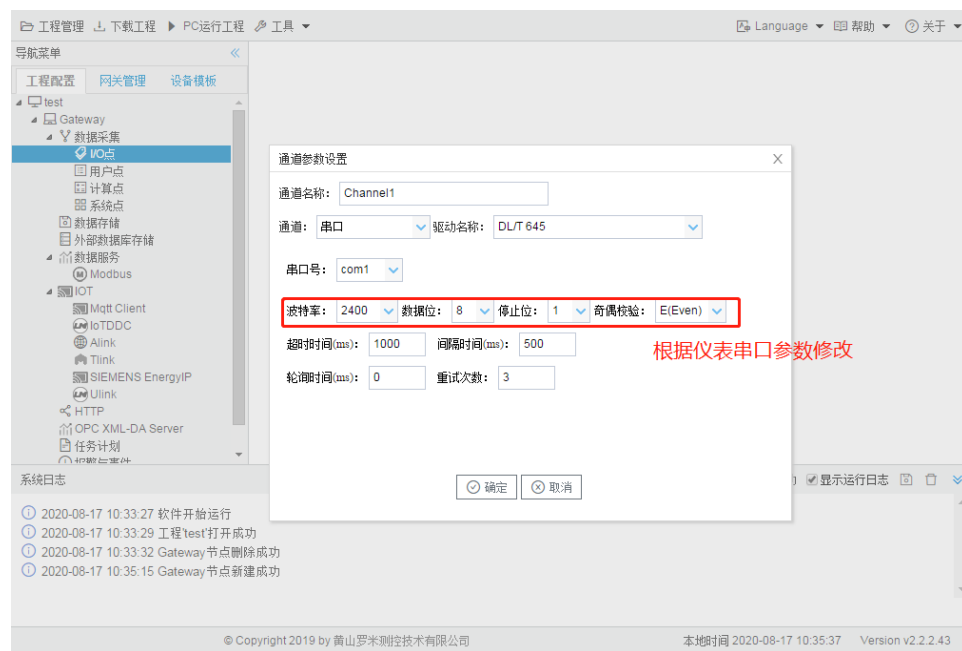 工程管理 下载工程 PC运行工程 工具 Language 帮助 关于
导航菜单
工程配置 网关管理 设备模板
test
Gateway
数据采集
I/O点
用户点
计算点
系统点
数据存储
外部数据库存储
数据服务
Modbus
IOT
Mqtt Client
IoTDDC
Alink
Tlink
SIEMENS EnergyIP
Ulink
HTTP
OPC XML-DA Server
任务计划
报警与事件
通道参数设置
通道名称: Channel1
通道: 串口 驱动名称: DL/T 645
串口号: com1
波特率: 2400 数据位: 8 停止位: 1 奇偶校验: E(Even)
根据仪表串口参数修改
超时时间(ms): 1000 间隔时间(ms): 500
轮询时间(ms): 0 重试次数: 3
确定 取消
系统日志 显示运行日志
2020-08-17 10:33:27 软件开始运行
2020-08-17 10:33:29 工程'test'打开成功
2020-08-17 10:33:32 Gateway节点删除成功
2020-08-17 10:35:15 Gateway节点新建成功
© Copyright 2019 by 黄山罗米测控技术有限公司 本地时间 2020-08-17 10:35:37 Version v2.2.2.43